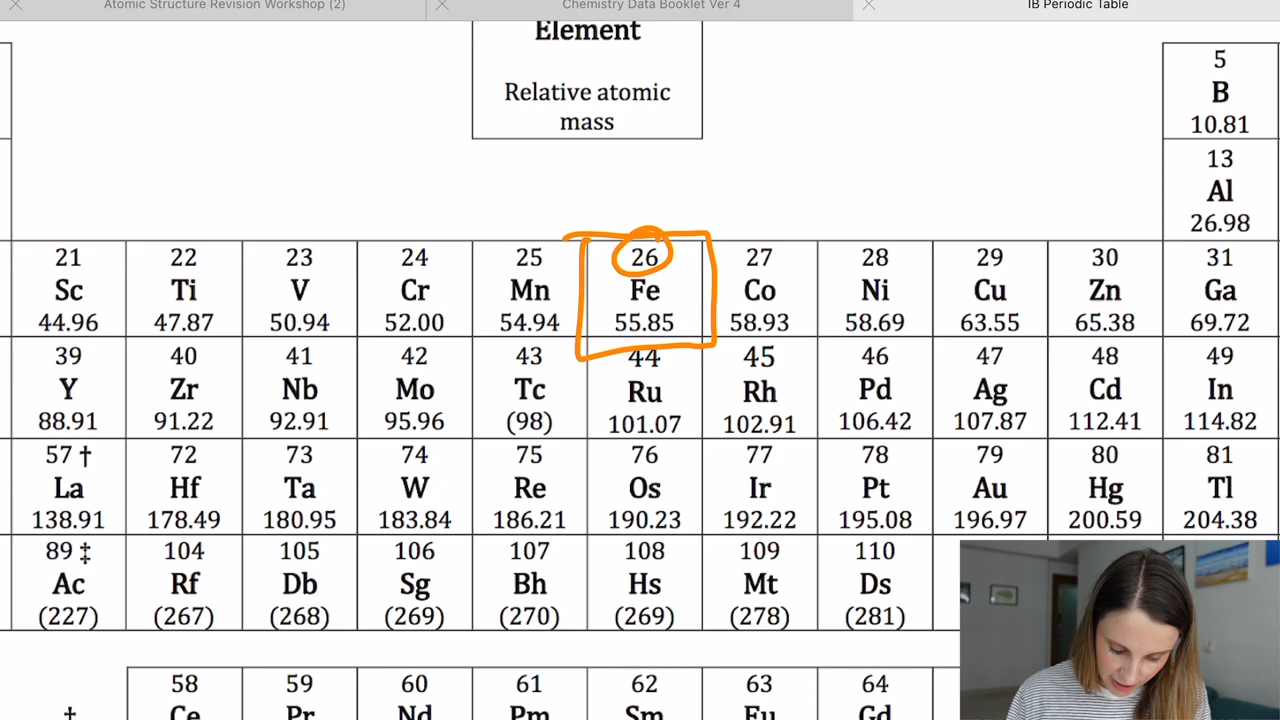 Atomic Structure Revision Workshop (2) Chemistry Data Booklet Ver 4 IB Periodic Table
Element
Relative atomic
mass
5
B
10.81
13
Al
26.98
21 22 23 24 25 26 27 28 29 30 31
Sc Ti V Cr Mn Fe Co Ni Cu Zn Ga
44.96 47.87 50.94 52.00 54.94 55.85 58.93 58.69 63.55 65.38 69.72
39 40 41 42 43 44 45 46 47 48 49
Y Zr Nb Mo Tc Ru Rh Pd Ag Cd In
88.91 91.22 92.91 95.96 (98) 101.07 102.91 106.42 107.87 112.41 114.82
57 † 72 73 74 75 76 77 78 79 80 81
La Hf Ta W Re Os Ir Pt Au Hg Tl
138.91 178.49 180.95 183.84 186.21 190.23 192.22 195.08 196.97 200.59 204.38
89 ‡ 104 105 106 107 108 109 110
Ac Rf Db Sg Bh Hs Mt Ds
(227) (267) (268) (269) (270) (269) (278) (281)
58 59 60 61 62 63 64
† Ce Pr Nd Pm Sm Eu Gd